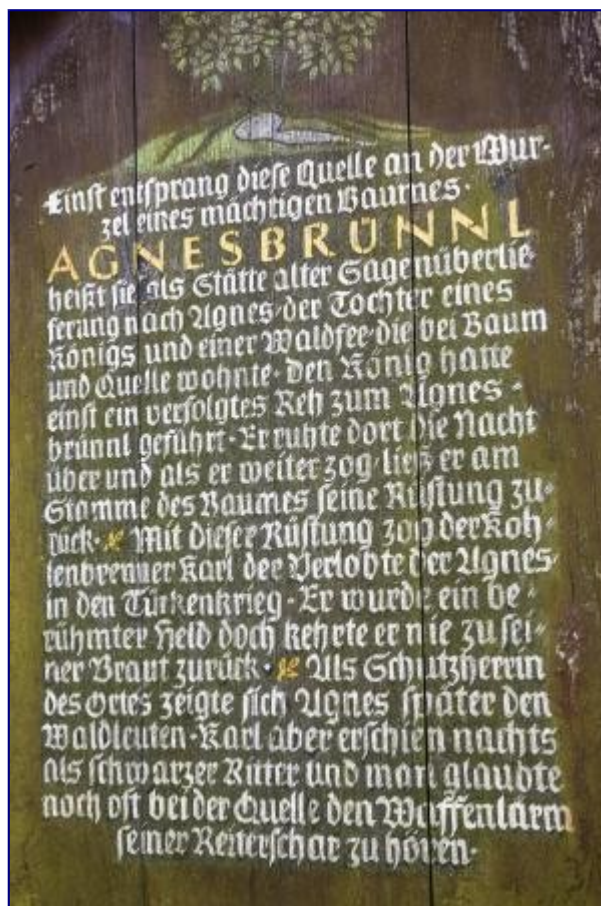 Einst entsprang diese Quelle an der Wur-
zel eines mächtigen Baumes.
AGNESBRÜNNL
heißt sie als Stätte alter Sagenüberlie-
ferung nach Agnes, der Tochter eines
Königs und einer Waldfee, die bei Baum
und Quelle wohnte. den König hatte
einst ein verfolgtes Reh zum Agnes-
brünnl geführt. Er ruhte dort die Nacht
über und als er weiter zog, ließ er am
Stamme des Baumes seine Rüstung zu-
rück. Mit dieser Rüstung zog der Koh-
lenbrenner Karl der Verlobte der Agnes,
in den Türkenkrieg. Er wurde ein be-
rühmter Held doch kehrte er nie zu sei-
ner Braut zurück. Als Schutzherrin
des Ortes zeigte sich Agnes später den
Waldleuten. Karl aber erschien nachts
als schwarzer Ritter und man glaubte
noch oft bei der Quelle den Waffenlärm
seiner Reiterschar zu hören.